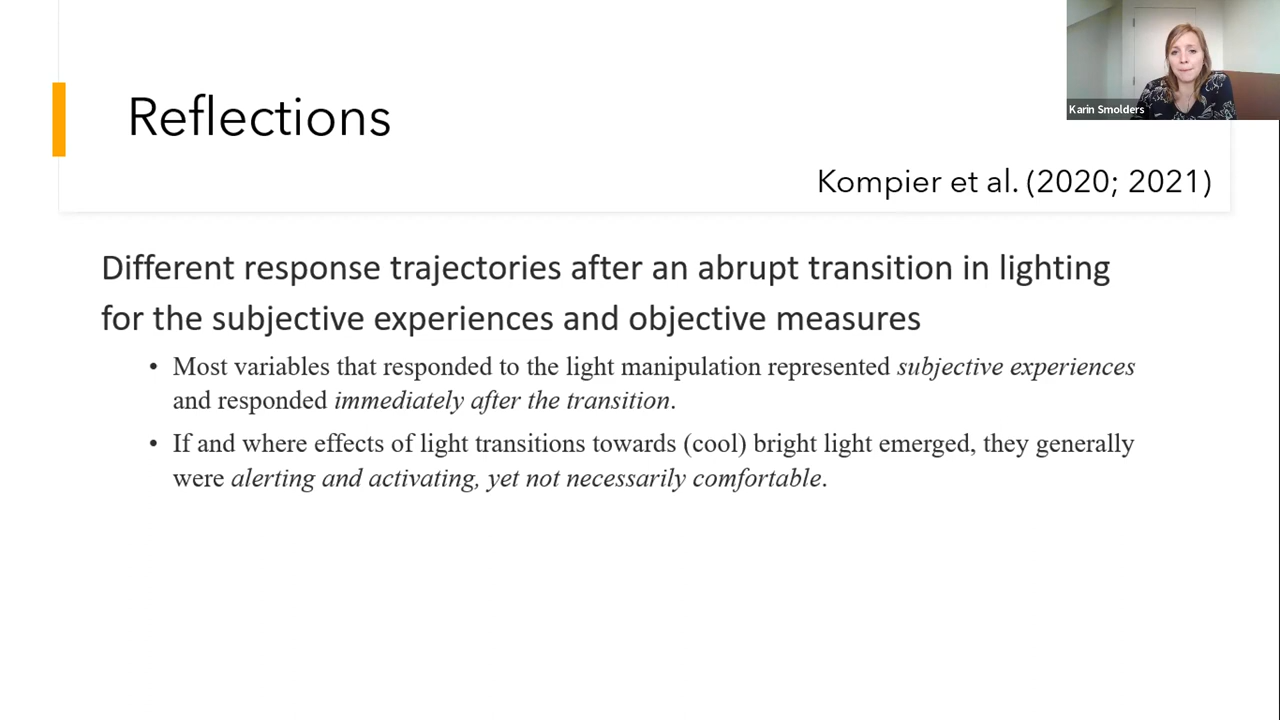 Karin Smolders
Reflections
Kompier et al. (2020; 2021)
Different response trajectories after an abrupt transition in lighting
for the subjective experiences and objective measures
• Most variables that responded to the light manipulation represented subjective experiences
and responded immediately after the transition.
• If and where effects of light transitions towards (cool) bright light emerged, they generally
were alerting and activating, yet not necessarily comfortable.